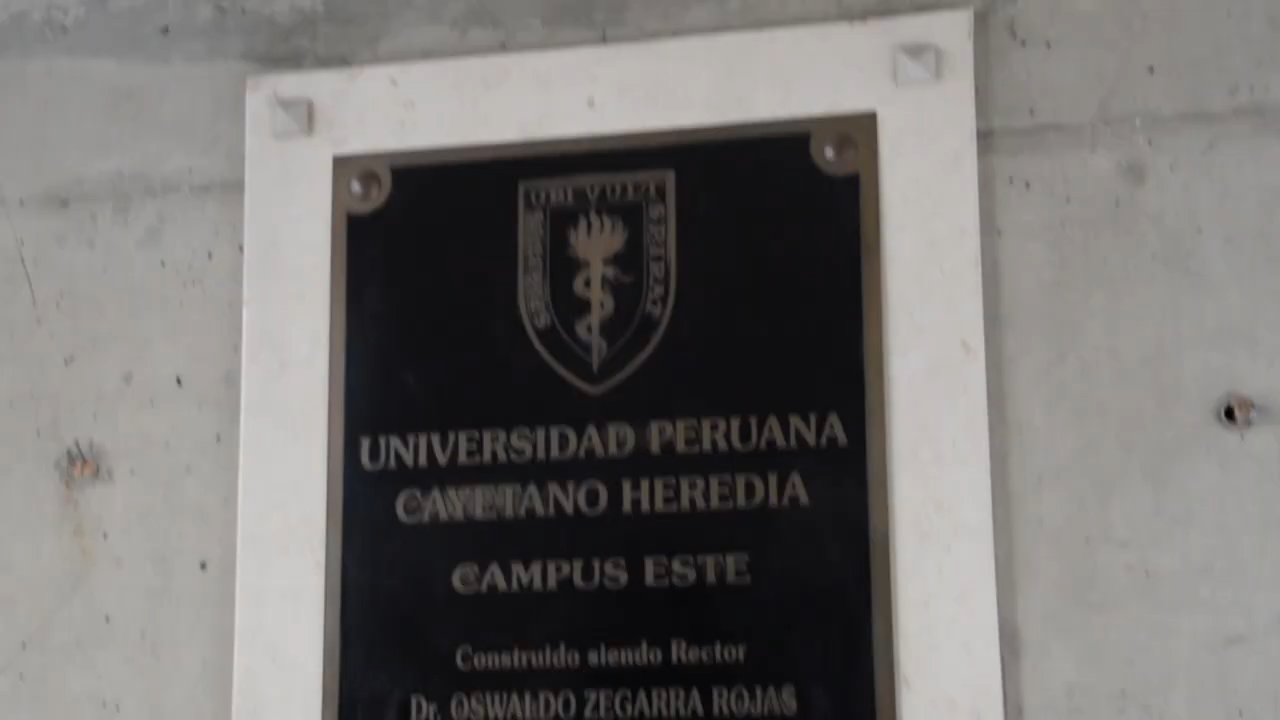 UNIVERSIDAD PERUANA
CAYETANO HEREDIA
CAMPUS ESTE
Construido siendo Rector
Dr. OSWALDO ZEGARRA ROJAS